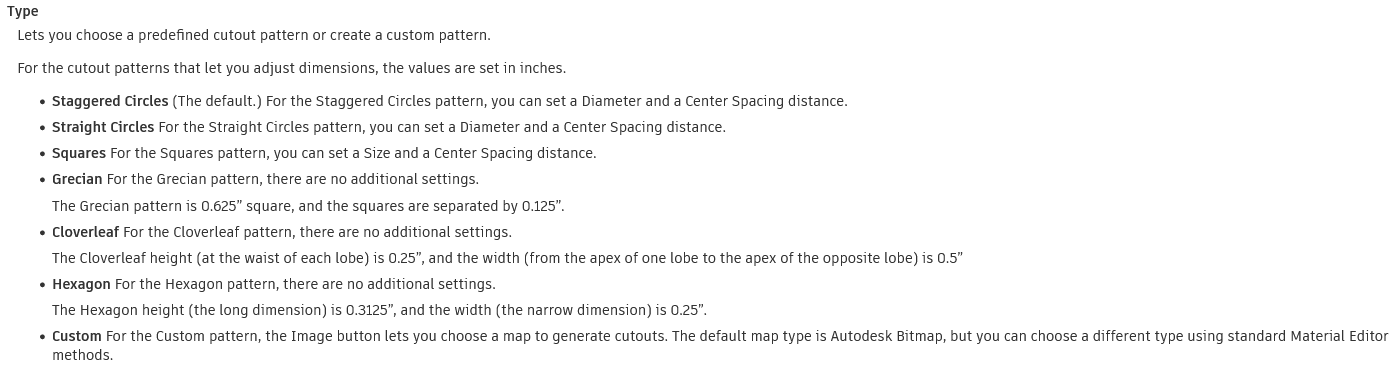 Type
Lets you choose a predefined cutout pattern or create a custom pattern.
For the cutout patterns that let you adjust dimensions, the values are set in inches.
• Staggered Circles (The default.) For the Staggered Circles pattern, you can set a Diameter and a Center Spacing distance.
• Straight Circles For the Straight Circles pattern, you can set a Diameter and a Center Spacing distance.
• Squares For the Squares pattern, you can set a Size and a Center Spacing distance.
• Grecian For the Grecian pattern, there are no additional settings.
The Grecian pattern is 0.625” square, and the squares are separated by 0.125”.
• Cloverleaf For the Cloverleaf pattern, there are no additional settings.
The Cloverleaf height (at the waist of each lobe) is 0.25”, and the width (from the apex of one lobe to the apex of the opposite lobe) is 0.5”
• Hexagon For the Hexagon pattern, there are no additional settings.
The Hexagon height (the long dimension) is 0.3125”, and the width (the narrow dimension) is 0.25”.
• Custom For the Custom pattern, the Image button lets you choose a map to generate cutouts. The default map type is Autodesk Bitmap, but you can choose a different type using standard Material Editor
methods.